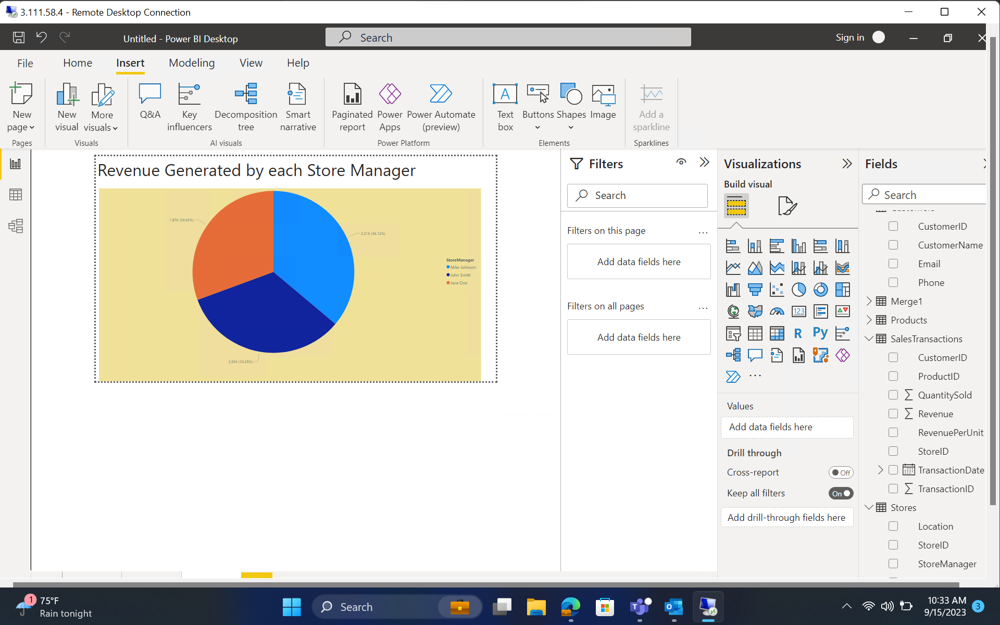 3.111.58.4 - Remote Desktop Connection
Untitled - Power BI Desktop
Search
Sign in
File Home Insert Modeling View Help
New page
New visual
More visuals
Q&A
Key influencers
Decomposition tree
Smart narrative
Paginated report
Power Apps
Power Automate (preview)
Text box
Buttons
Shapes
Image
Add a sparkline
Pages
Visuals
AI visuals
Power Platform
Elements
Sparklines
Revenue Generated by each Store Manager
1.87K (30.63%)
2.21K (36.12%)
2.03K (33.25%)
StoreManager
Mike Johnson
John Smith
Jane Doe
Filters
Search
Filters on this page ...
Add data fields here
Filters on all pages ...
Add data fields here
Visualizations
Build visual
123
R
Py
...
Values
Add data fields here
Drill through
Cross-report Off
Keep all filters On
Add drill-through fields here
Fields
Search
CustomerID
CustomerName
Email
Phone
Merge1
Products
SalesTransactions
CustomerID
ProductID
QuantitySold
Revenue
RevenuePerUnit
StoreID
TransactionDate
TransactionID
Stores
Location
StoreID
StoreManager
1
75°F
Rain tonight
Search
10:33 AM
9/15/2023
3